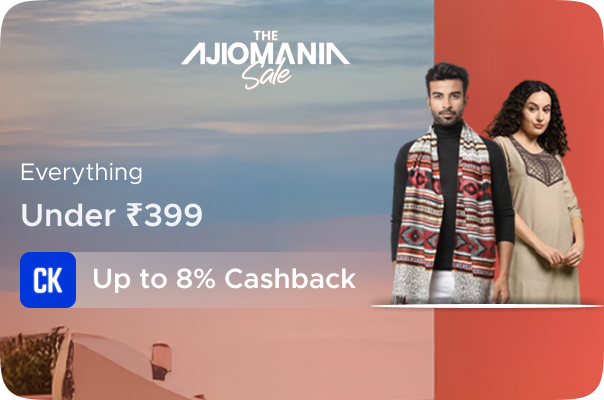 THE
AJIOMANIA
Sale
Everything
Under ₹399
CK
Up to 8% Cashback